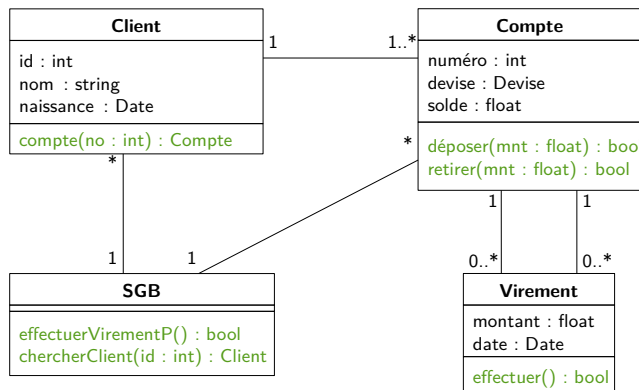 Client
id : int
nom : string
naissance : Date
compte(no : int) : Compte
1
1..*
Compte
numéro : int
devise : Devise
solde : float
déposer(mnt : float) : bool
retirer(mnt : float) : bool
*
*
1
1
1
1
0..*
0..*
SGB
effectuerVirementP() : bool
chercherClient(id : int) : Client
Virement
montant : float
date : Date
effectuer() : bool